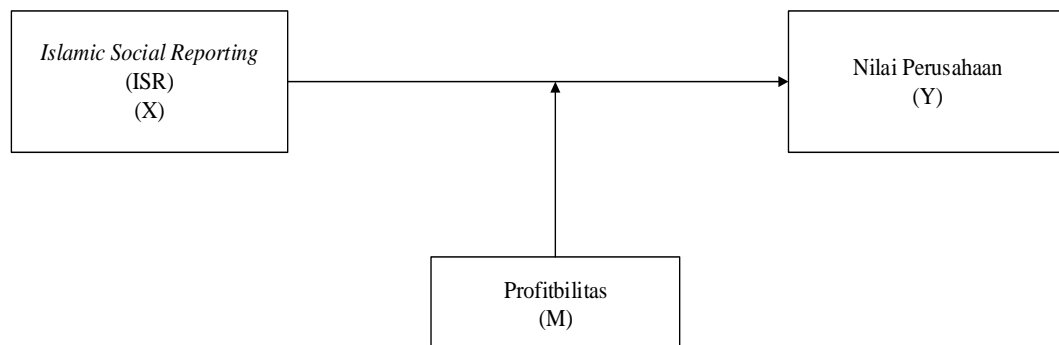 Islamic Social Reporting
(ISR)
(X)
Nilai Perusahaan
(Y)
Profitbilitas
(M)